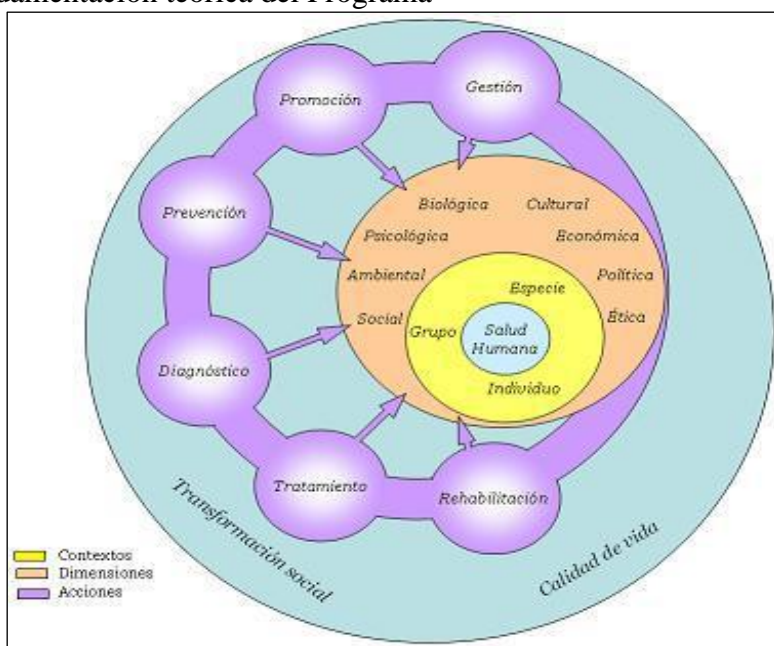 damentación teórica del Programa
Promoción
Gestión
Prevención
Biológica
Cultural
Psicológica
Económica
Ambiental
Política
Especie
Social
Grupo
Ética
Salud
Humana
Individuo
Diagnóstico
Tratamiento
Rehabilitación
Transformación social
Calidad de vida
Contextos
Dimensiones
Acciones